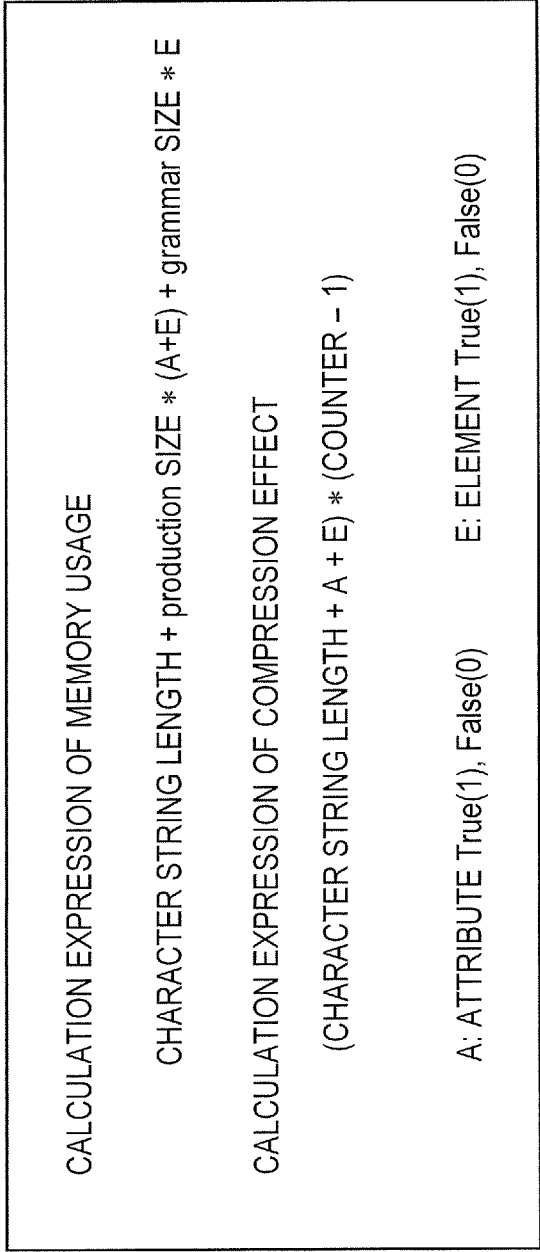 CALCULATION EXPRESSION OF MEMORY USAGE
CHARACTER STRING LENGTH + production SIZE * (A+E) + grammar SIZE * E
CALCULATION EXPRESSION OF COMPRESSION EFFECT
(CHARACTER STRING LENGTH + A + E) * (COUNTER – 1)
A: ATTRIBUTE True(1), False(0) E: ELEMENT True(1), False(0)